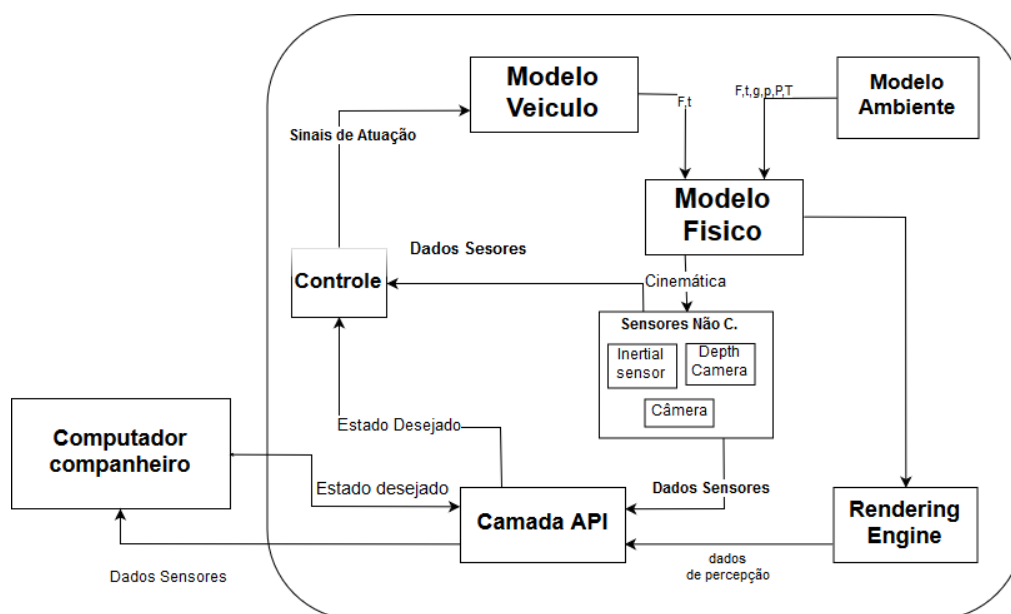 Modelo
Veiculo
F,t
F,t,g,p,P,T
Modelo
Ambiente
Sinais de Atuação
Modelo
Fisico
Dados Sesores
Controle
Cinemática
Sensores Não C.
Inertial
sensor
Depth
Camera
Câmera
Computador
companheiro
Estado Desejado
Estado desejado
Dados Sensores
Camada API
Rendering
Engine
dados
de percepção
Dados Sensores